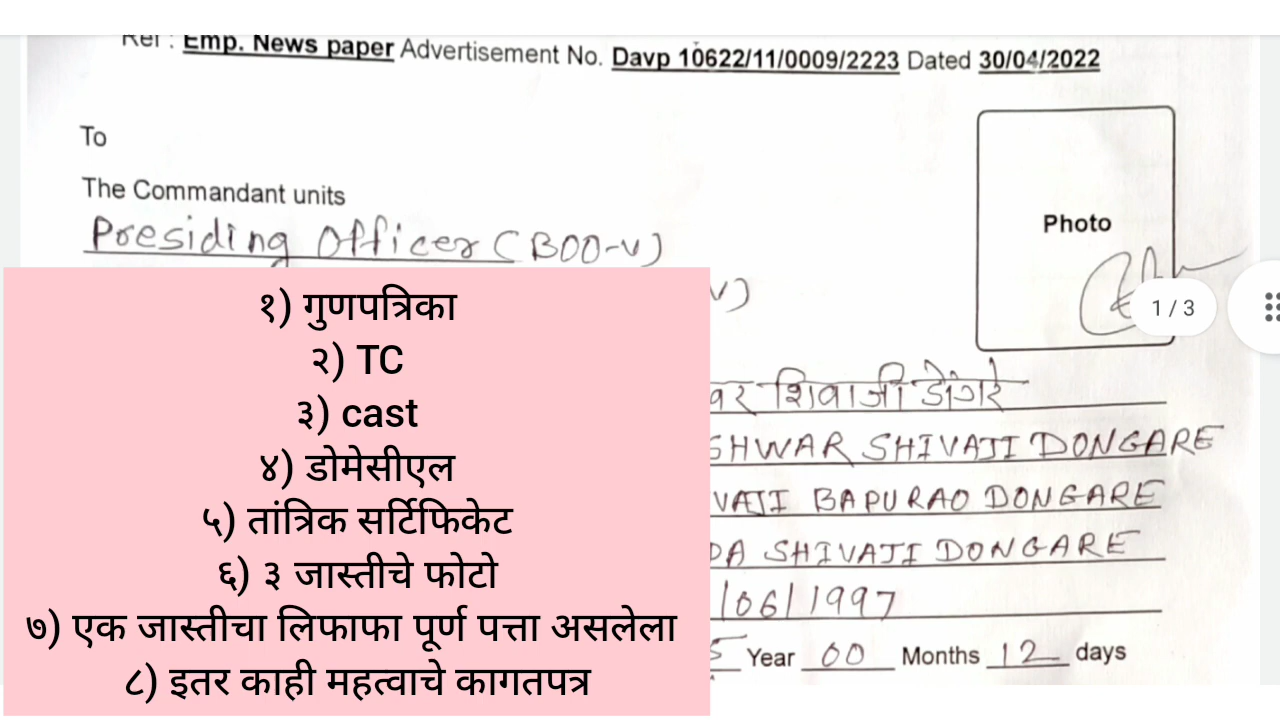 Ref : Emp. News paper Advertisement No. Davp 10622/11/0009/2223 Dated 30/04/2022
To
The Commandant units
Presiding Officer (BOO-V)
Photo
V)
1 / 3
१) गुणपत्रिका
२) TC
३) cast
४) डोमेसीएल
५) तांत्रिक सर्टिफिकेट
६) ३ जास्तीचे फोटो
७) एक जास्तीचा लिफाफा पूर्ण पत्ता असलेला
८) इतर काही महत्वाचे कागतपत्र
वर शिवाजी डोंगरे
SHWAR SHIVAJI DONGARE
VAJI BAPURAO DONGARE
DA SHIVAJI DONGARE
/06/1997
5 Year 00 Months 12 days